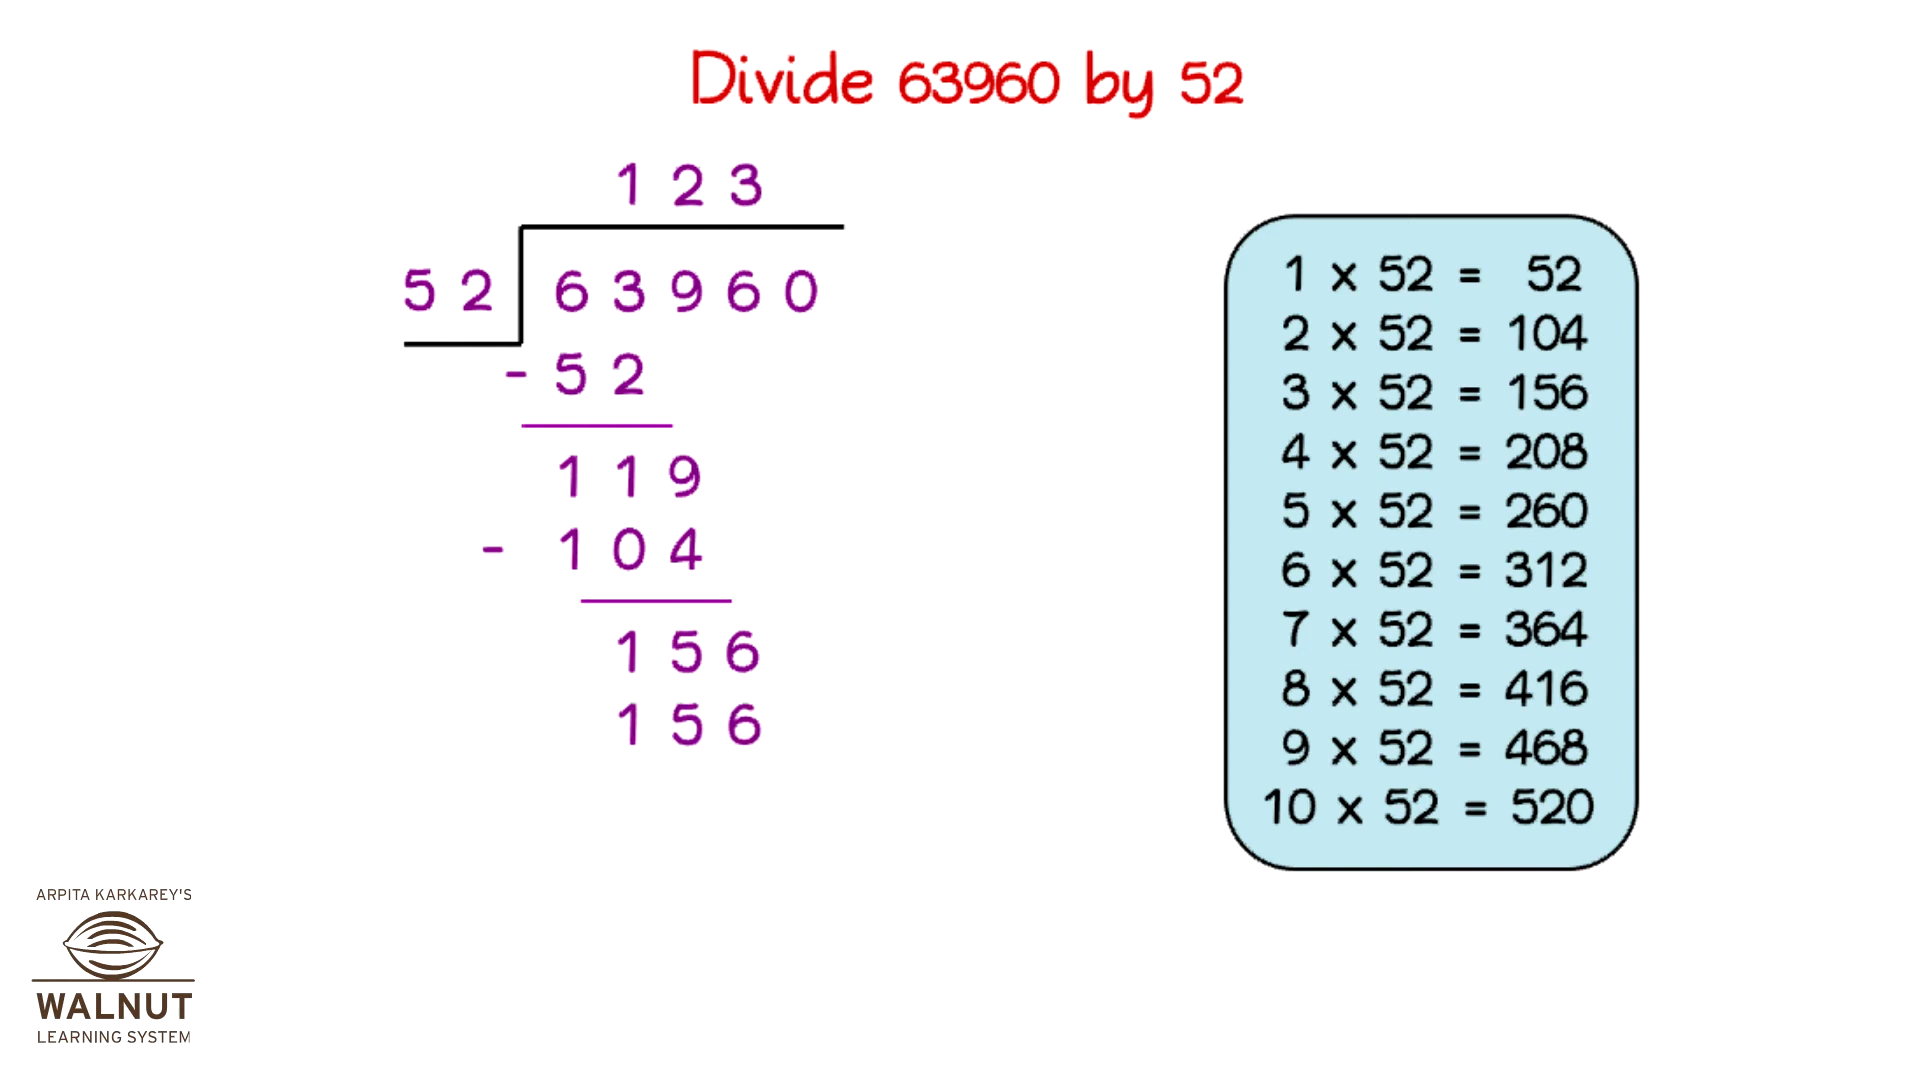 Divide 63960 by 52
1 2 3
5 2 6 3 9 6 0
- 5 2
1 1 9
- 1 0 4
1 5 6
1 5 6
1 x 52 = 52
2 x 52 = 104
3 x 52 = 156
4 x 52 = 208
5 x 52 = 260
6 x 52 = 312
7 x 52 = 364
8 x 52 = 416
9 x 52 = 468
10 x 52 = 520
ARPITA KARKAREY'S
WALNUT
LEARNING SYSTEM